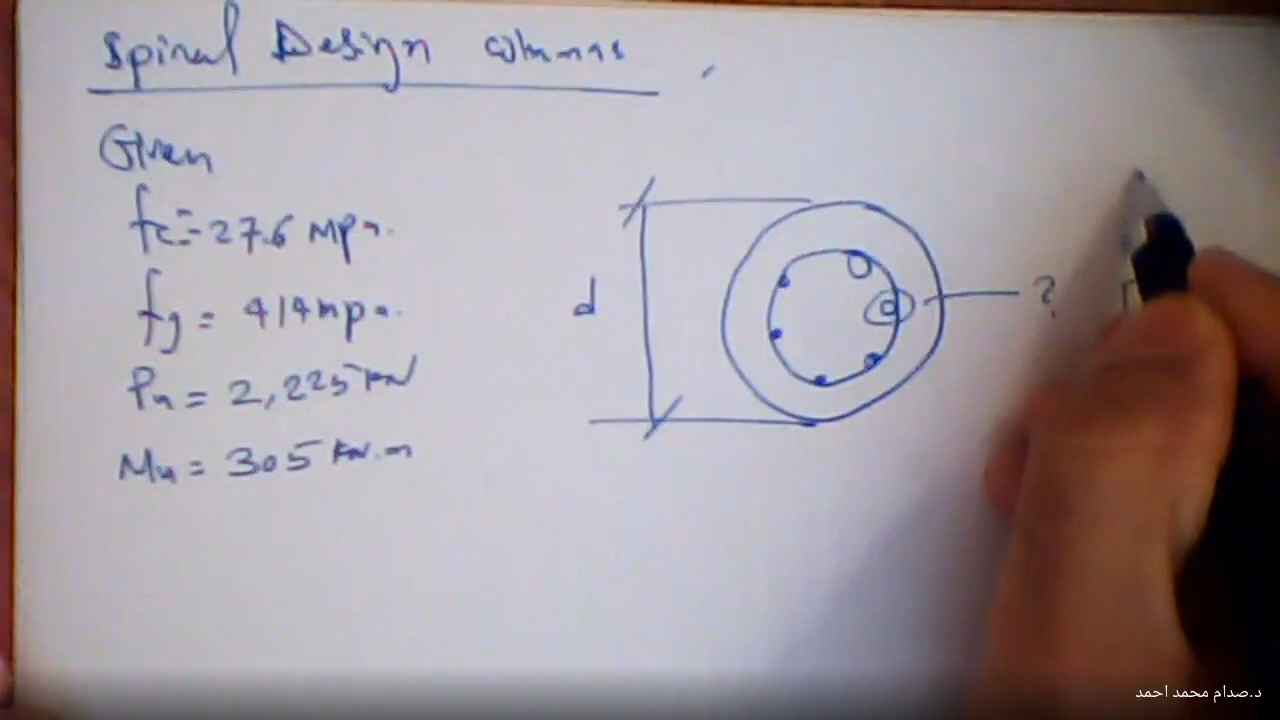 Spiral Design columns
Given
fc = 27.6 Mpa.
fy = 414 mpa.
Pu = 2,225 kN
Mu = 305 kN.m
d
?
د.صدام محمد احمد